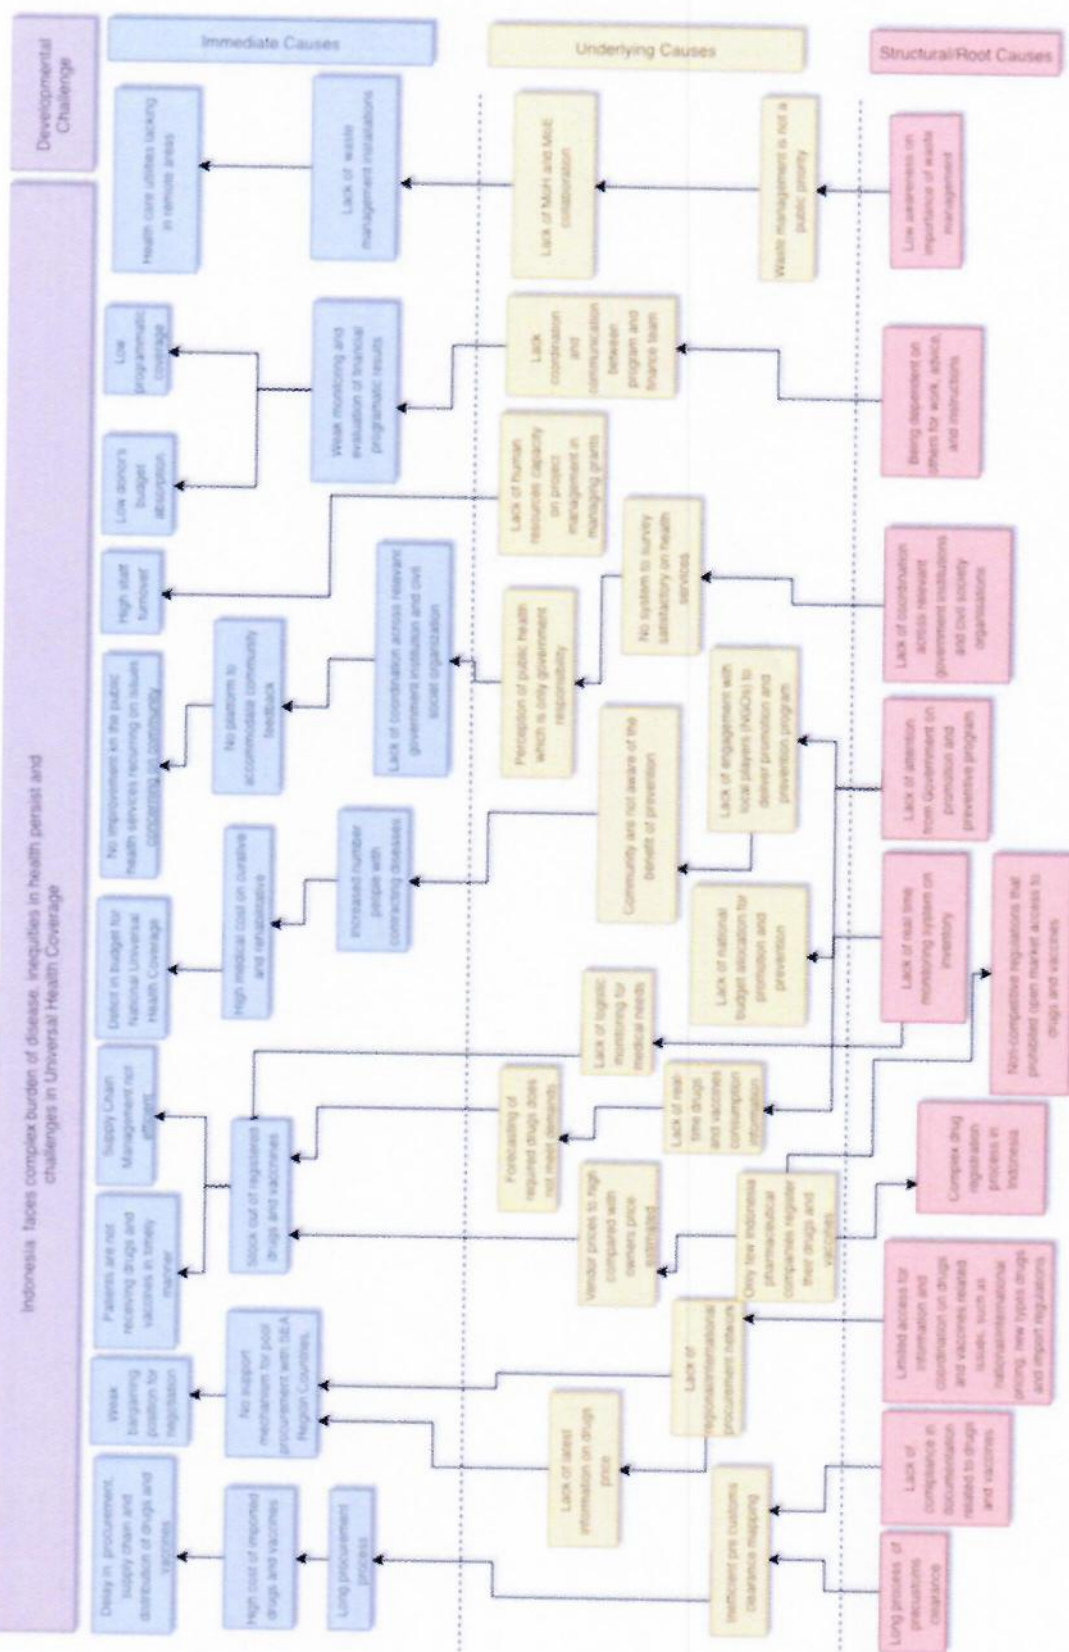 Indonesia faces complex burden of disease, inequities in health persist and
challenges in Universal Health Coverage
Developmental
Challenge
Delay in procurement,
supply chain and
distribution of drugs and
vaccines
Weak
bargaining
position for
negotiation
Patients are not
receiving drugs and
vaccines in timely
manner
Supply Chain
Management not
efficient
Deficit in budget for
National Universal
Health Coverage
No improvement on the public
health services recurring on issues
concerning the community
High staff
turnover
Low donor's
budget
absorption
Low
programmatic
coverage
Health care utilities lacking
in remote areas
Immediate Causes
High cost of imported
drugs and vaccines
No support
mechanism for pool
procurement with SEA
Region Countries.
Stock out of registered
drugs and vaccines
High medical cost on curative
and rehabilitative
No platform to
accommodate community
feedback
Weak monitoring and
evaluation of financial
programatic results
Lack of waste
management installations
Long procurement
process
Increased number
people with
contracting diseases
Lack of coordination across relevant
government institution and civil
societ organization
Lack of latest
information on drugs
price
Vendor prices to high
compared with
owners price
estimated
Forecasting of
required drugs does
not meet demands
Lack of logistic
monitoring for
medical needs
Community are not aware of the
benefit of prevention
Perception of public health
which is only government
responsibility
Lack of human
resources capacity
on project
management in
managing grants
Lack
coordination
and
communication
between
program and
finance team
Lack of MoH and MoE
collaboration
Underlying Causes
No system to survey
satisfactory on health
services
Inefficient pre customs
clearance mapping
Lack of
regional/international
procurement network
Only few Indonesia
pharmaceutical
companies register
their drugs and
vaccines
Lack of real-
time drugs
and vaccines
consumption
information
Lack of national
budget allocation for
promotion and
prevention
Lack of engagement with
local players (NGOs) to
deliver promotion and
prevention program
Waste management is not a
public priority
Long process of
precustoms
clearance
Lack of
compliance in
documentation
related to drugs
and vaccines
Limited access for
information and
coordination on drugs
and vaccines related
issues, such as
national/international
pricing, new types drugs,
and import regulations
Complex drug
registration
process in
Indonesia
Non-competitive regulations that
prohibited open market access to
drugs and vaccines
Lack of real time
monitoring system on
inventory
Lack of attention
from Government on
promotion and
preventive program
Lack of coordination
across relevant
government institutions
and civil society
organisations
Being dependent on
others for work, advice,
and instructions
Low awareness on
importance of waste
management
Structural/Root Causes